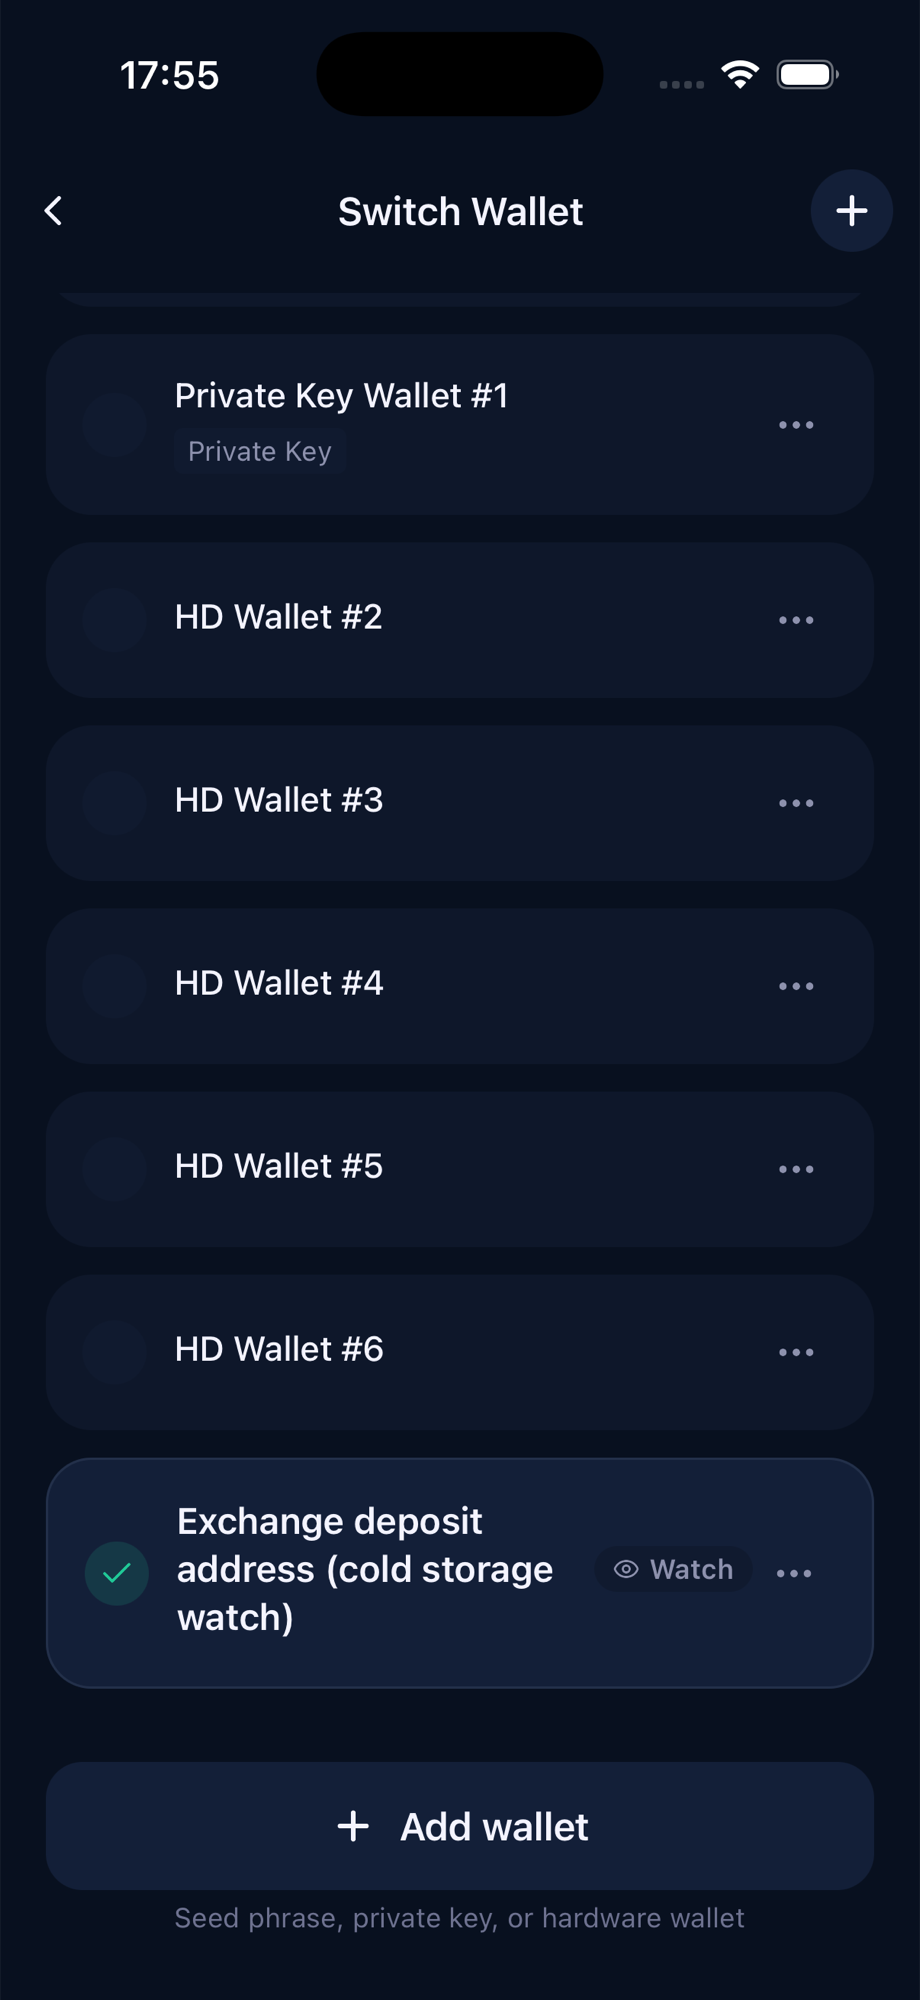 17:55
Switch Wallet
Private Key Wallet #1
Private Key
HD Wallet #2
HD Wallet #3
HD Wallet #4
HD Wallet #5
HD Wallet #6
Exchange deposit
address (cold storage
watch)
Watch
Add wallet
Seed phrase, private key, or hardware wallet